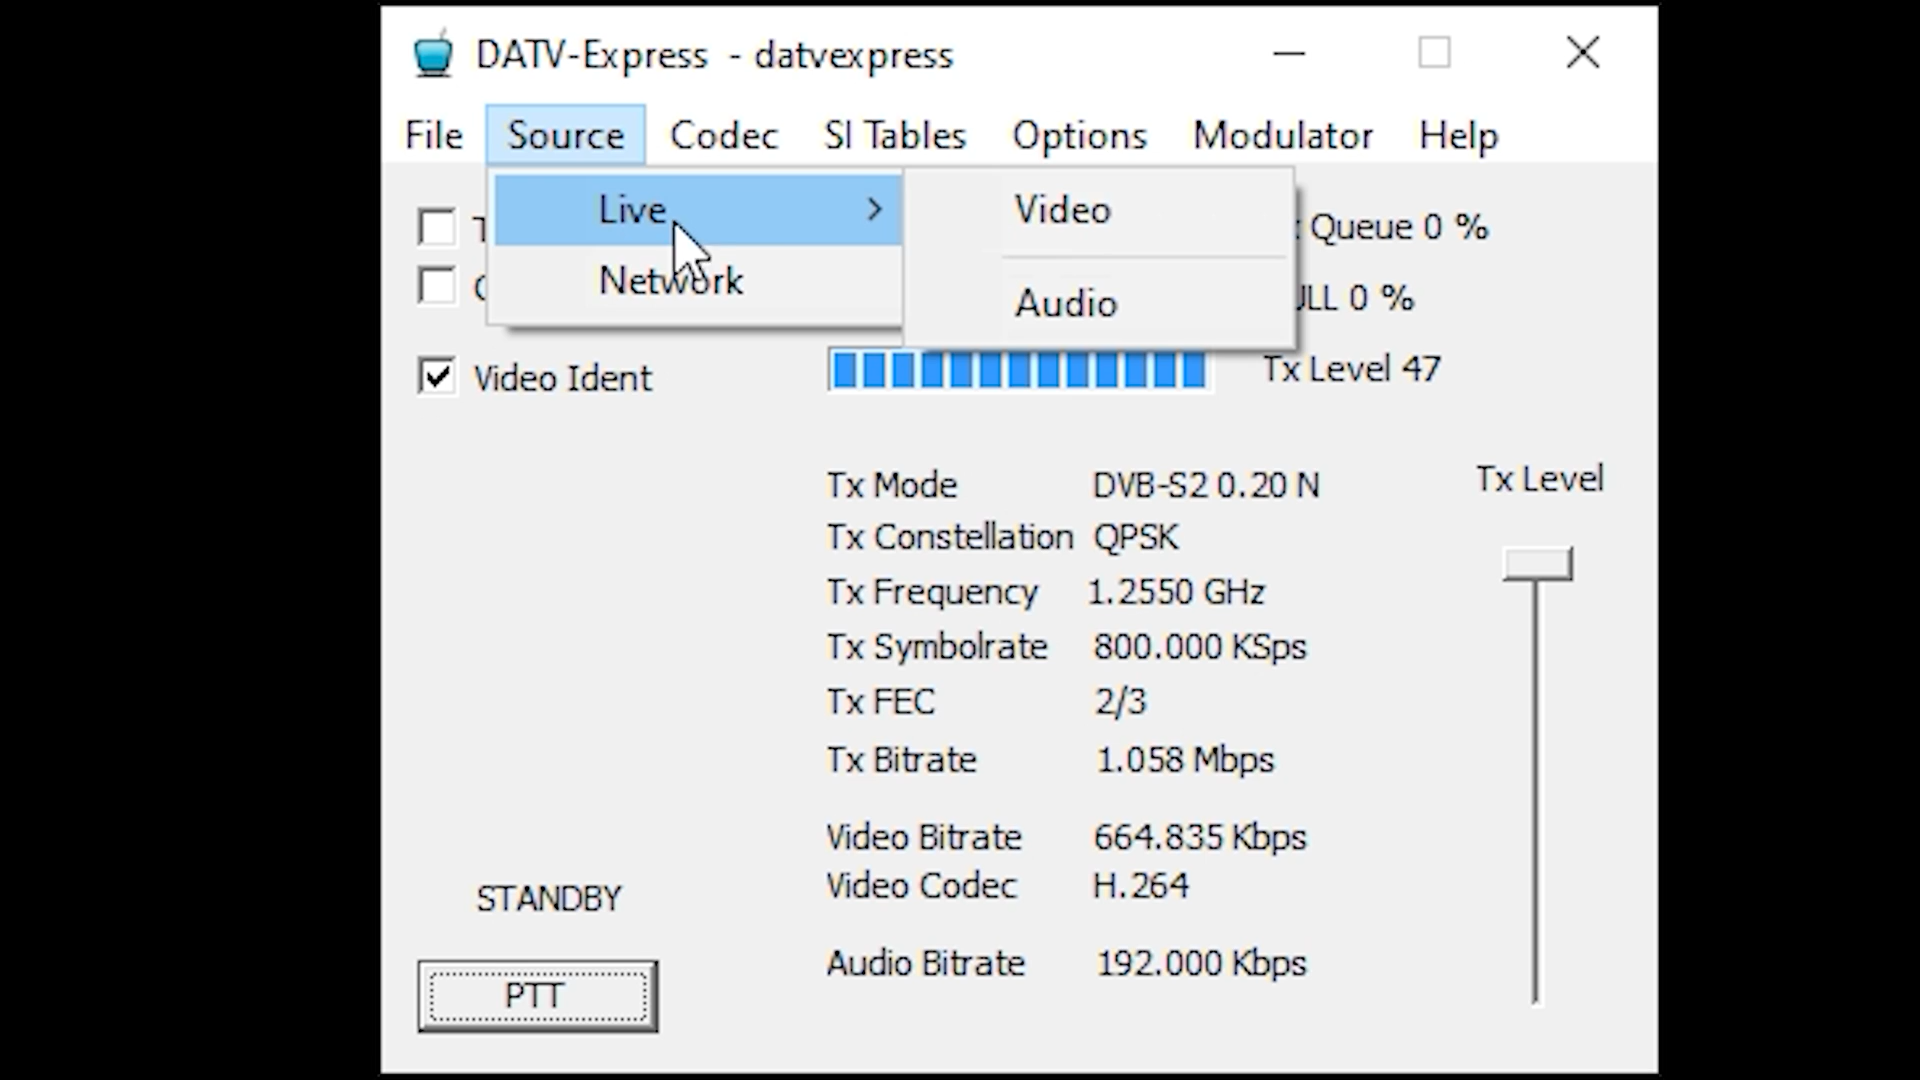 DATV-Express - datvexpress
File Source Codec SI Tables Options Modulator Help
Live > Video
Queue 0 %
Network
Audio
0 %
Video Ident
Tx Level 47
Tx Level
Tx Mode DVB-S2 0.20 N
Tx Constellation QPSK
Tx Frequency 1.2550 GHz
Tx Symbolrate 800.000 KSps
Tx FEC 2/3
Tx Bitrate 1.058 Mbps
Video Bitrate 664.835 Kbps
Video Codec H.264
STANDBY
Audio Bitrate 192.000 Kbps
PTT